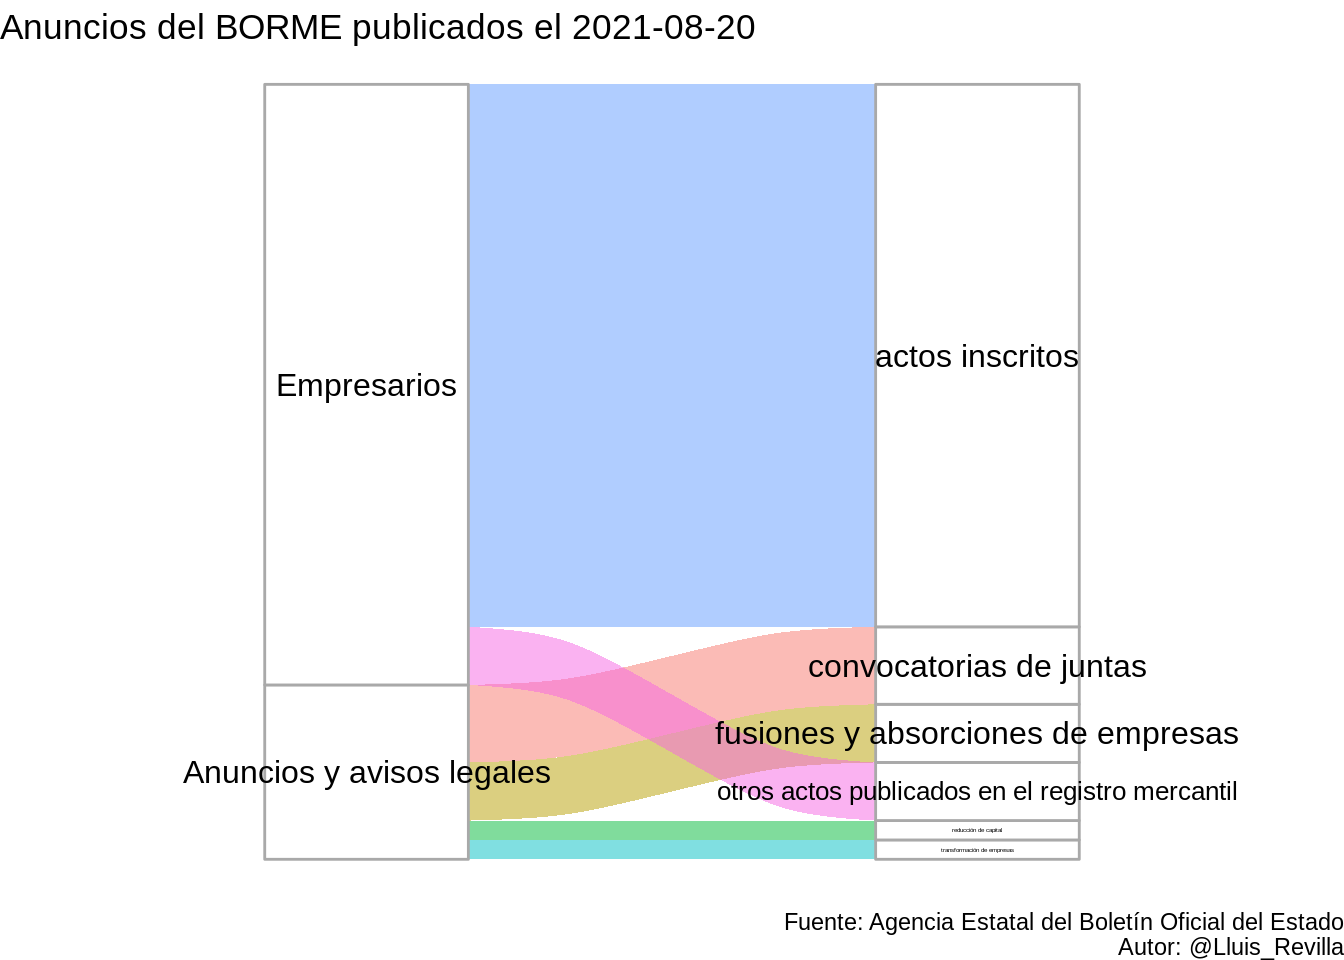 Anuncios del BORME publicados el 2021-08-20
Empresarios
actos inscritos
convocatorias de juntas
fusiones y absorciones de empresas
Anuncios y avisos legales
otros actos publicados en el registro mercantil
reducción de capital
transformación de empresas
Fuente: Agencia Estatal del Boletín Oficial del Estado
Autor: @Lluis_Revilla